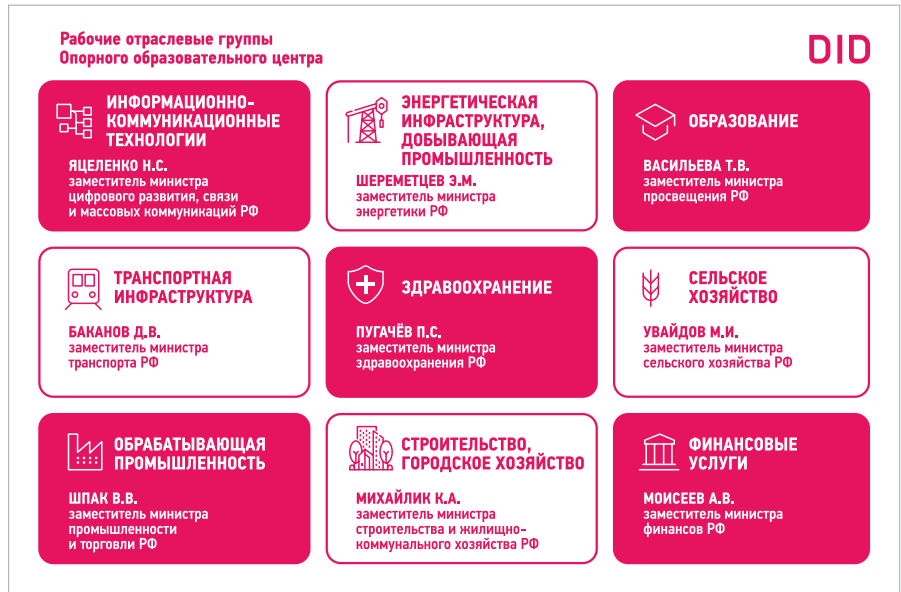 Рабочие отраслевые группы
Опорного образовательного центра
DID
ИНФОРМАЦИОННО-
КОММУНИКАЦИОННЫЕ
ТЕХНОЛОГИИ
ЯЦЕЛЕНКО Н.С.
заместитель министра
цифрового развития, связи
и массовых коммуникаций РФ
ЭНЕРГЕТИЧЕСКАЯ
ИНФРАСТРУКТУРА,
ДОБЫВАЮЩАЯ
ПРОМЫШЛЕННОСТЬ
ШЕРЕМЕТЦЕВ Э.М.
заместитель министра
энергетики РФ
ОБРАЗОВАНИЕ
ВАСИЛЬЕВА Т.В.
заместитель министра
просвещения РФ
ТРАНСПОРТНАЯ
ИНФРАСТРУКТУРА
БАКАНОВ Д.В.
заместитель министра
транспорта РФ
ЗДРАВООХРАНЕНИЕ
ПУГАЧЁВ П.С.
заместитель министра
здравоохранения РФ
СЕЛЬСКОЕ
ХОЗЯЙСТВО
УВАЙДОВ М.И.
заместитель министра
сельского хозяйства РФ
ОБРАБАТЫВАЮЩАЯ
ПРОМЫШЛЕННОСТЬ
ШПАК В.В.
заместитель министра
промышленности
и торговли РФ
СТРОИТЕЛЬСТВО,
ГОРОДСКОЕ ХОЗЯЙСТВО
МИХАЙЛИК К.А.
заместитель министра
строительства и жилищно-
коммунального хозяйства РФ
ФИНАНСОВЫЕ
УСЛУГИ
МОИСЕЕВ А.В.
заместитель министра
финансов РФ